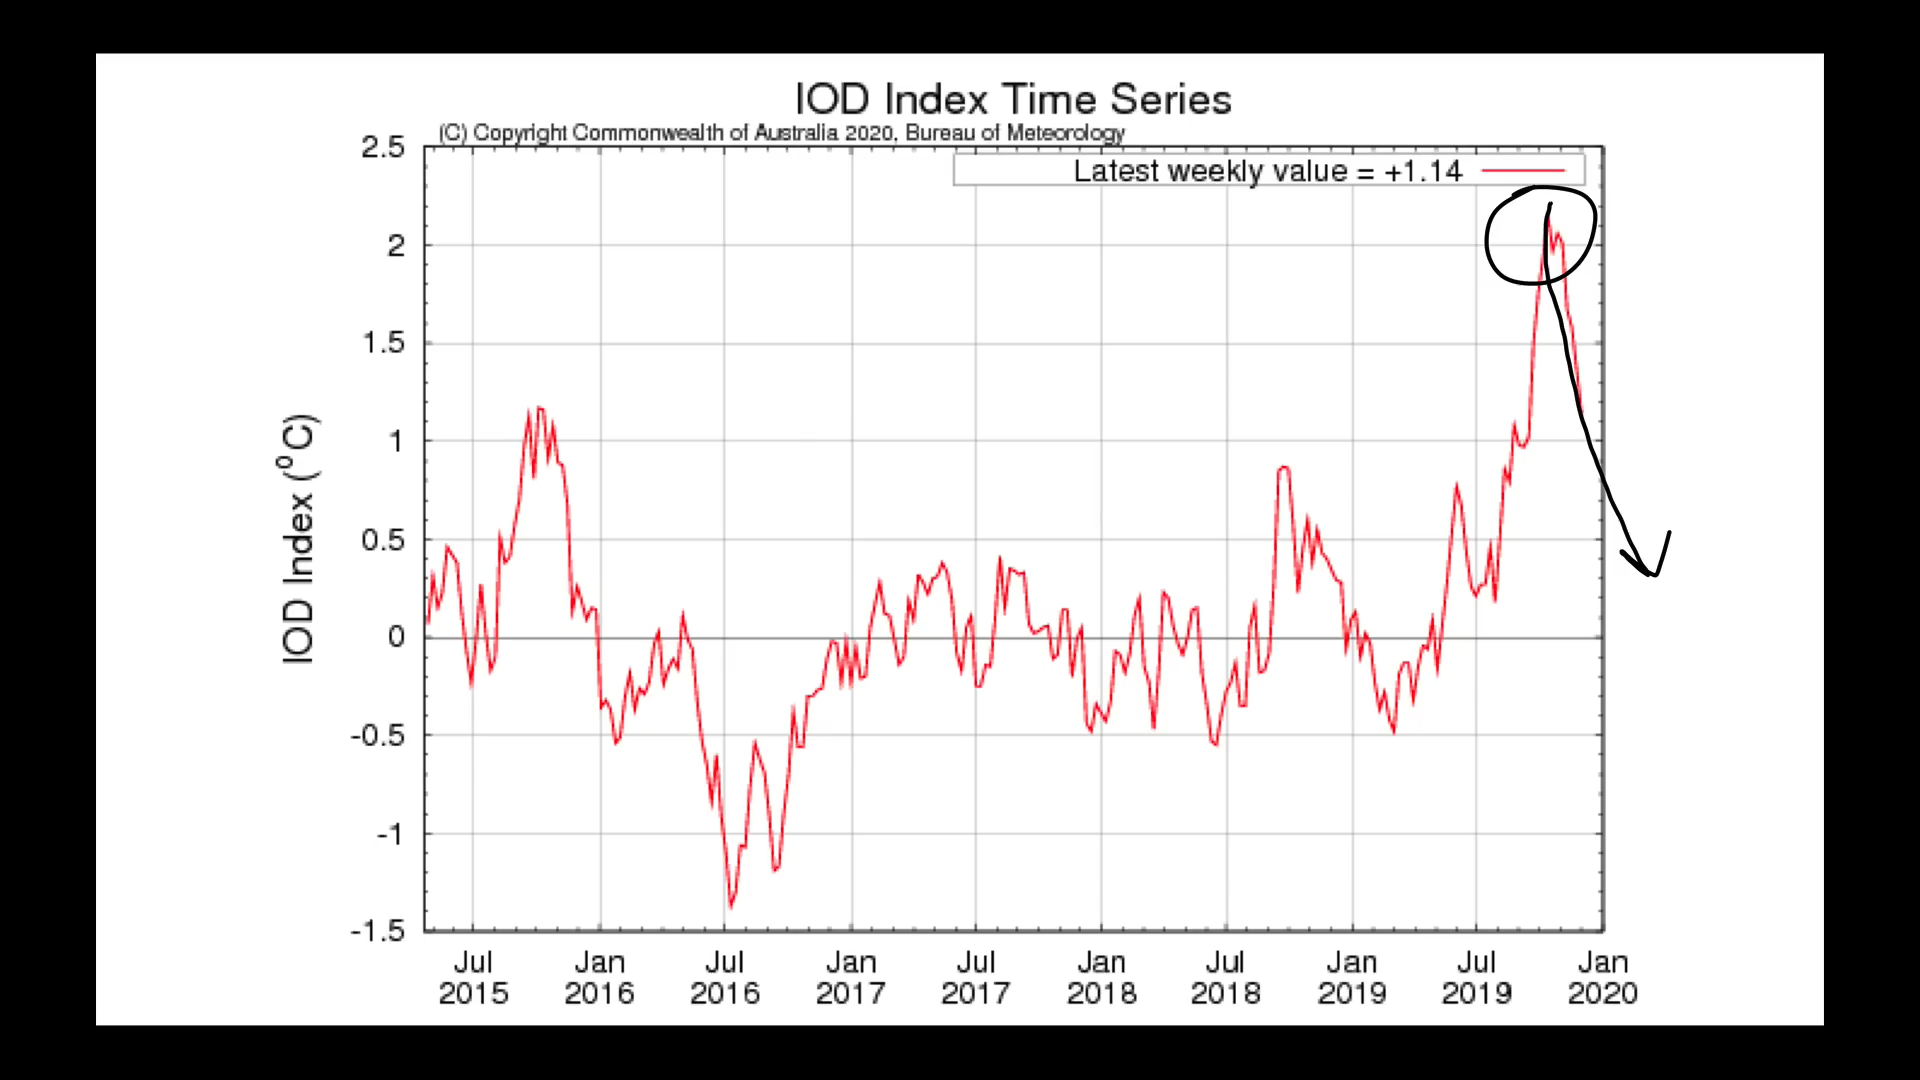 IOD Index Time Series
(C) Copyright Commonwealth of Australia 2020, Bureau of Meteorology
Latest weekly value = +1.14
2.5
2
1.5
1
0.5
0
-0.5
-1
-1.5
IOD Index (°C)
Jul Jan Jul Jan Jul Jan Jul Jan Jul Jan
2015 2016 2016 2017 2017 2018 2018 2019 2019 2020